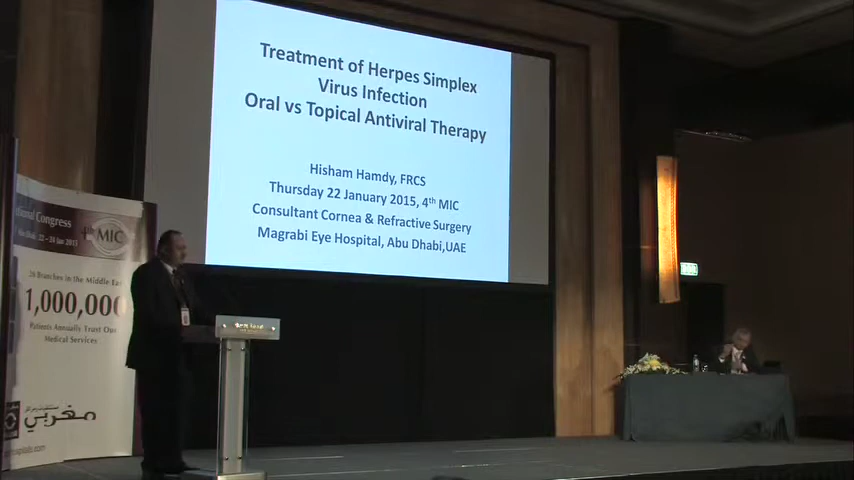 Treatment of Herpes Simplex
Virus Infection
Oral vs Topical Antiviral Therapy
Hisham Hamdy, FRCS
Thursday 22 January 2015, 4th MIC
Consultant Cornea & Refractive Surgery
Magrabi Eye Hospital, Abu Dhabi,UAE
Congress
MIC
26 Branches in the Middle East
1,000,000
Patients Annually Trust Our
Medical Services
مغربي